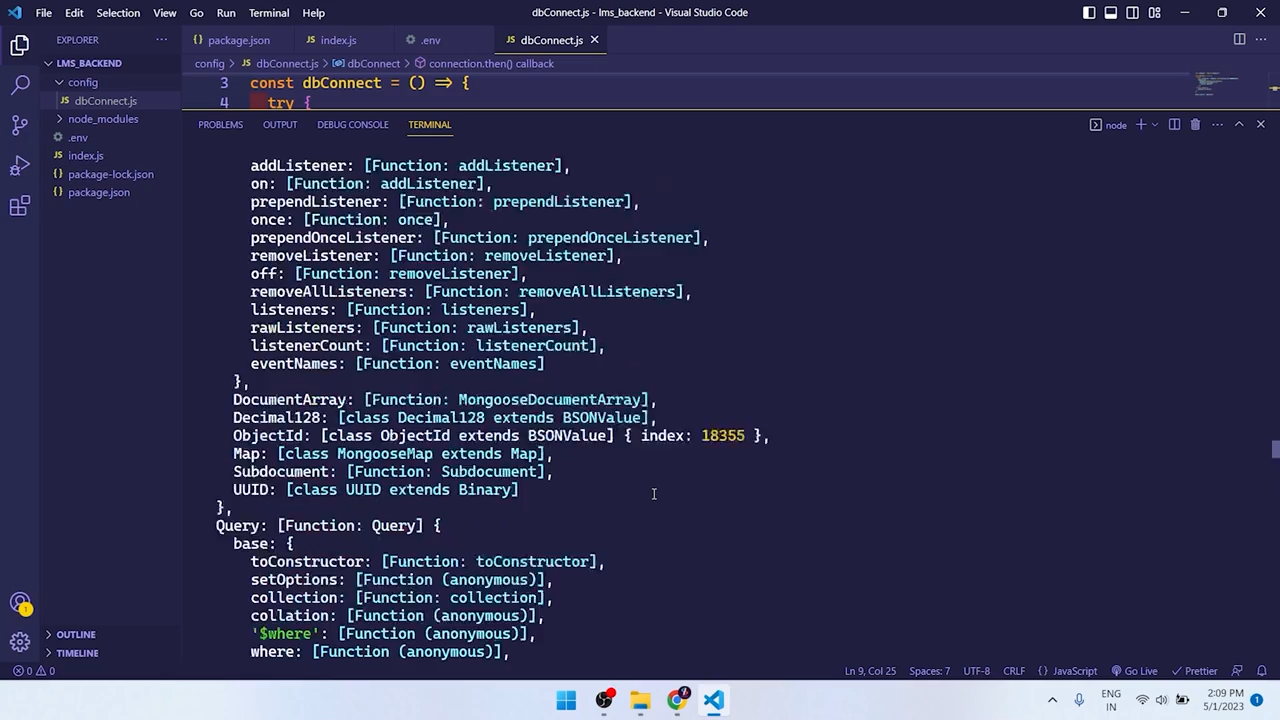 File Edit Selection View Go Run Terminal Help
dbConnect.js - lms_backend - Visual Studio Code
EXPLORER
package.json
index.js
.env
dbConnect.js
LMS_BACKEND
config
dbConnect.js
node_modules
.env
index.js
package-lock.json
package.json
OUTLINE
TIMELINE
config > dbConnect.js > dbConnect > connection.then() callback
3 const dbConnect = () => {
4 try {
PROBLEMS OUTPUT DEBUG CONSOLE TERMINAL
node
addListener: [Function: addListener],
on: [Function: addListener],
prependListener: [Function: prependListener],
once: [Function: once],
prependOnceListener: [Function: prependOnceListener],
removeListener: [Function: removeListener],
off: [Function: removeListener],
removeAllListeners: [Function: removeAllListeners],
listeners: [Function: listeners],
rawListeners: [Function: rawListeners],
listenerCount: [Function: listenerCount],
eventNames: [Function: eventNames]
},
DocumentArray: [Function: MongooseDocumentArray],
Decimal128: [class Decimal128 extends BSONValue],
ObjectId: [class ObjectId extends BSONValue] { index: 18355 },
Map: [class MongooseMap extends Map],
Subdocument: [Function: Subdocument],
UUID: [class UUID extends Binary]
},
Query: [Function: Query] {
base: {
toConstructor: [Function: toConstructor],
setOptions: [Function (anonymous)],
collection: [Function: collection],
collation: [Function (anonymous)],
'$where': [Function (anonymous)],
where: [Function (anonymous)],
0 0
Ln 9, Col 25 Spaces: 7 UTF-8 CRLF {} JavaScript Go Live Prettier
ENG
IN
2:09 PM
5/1/2023
1
1